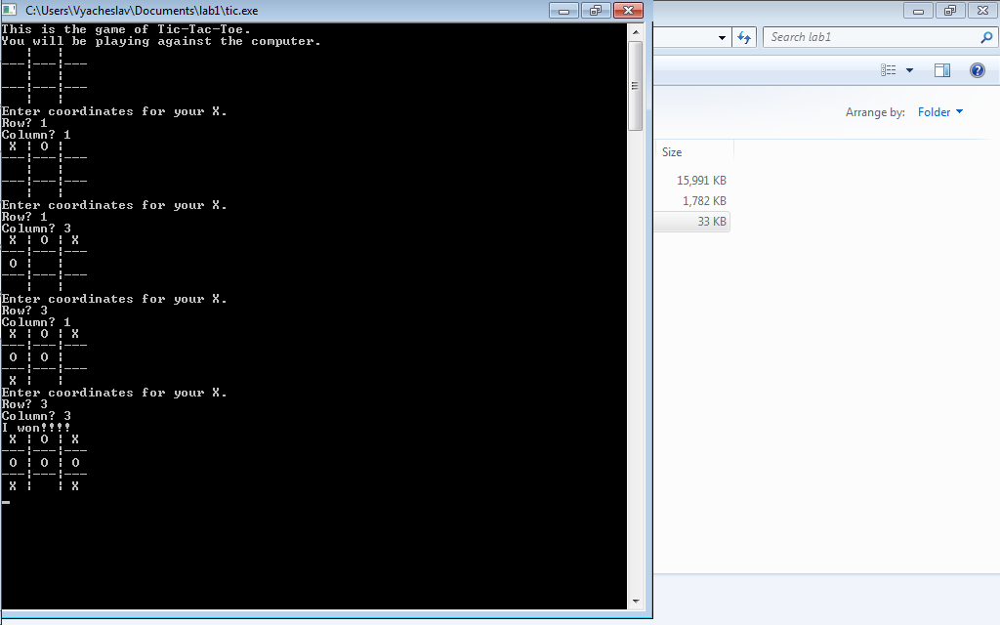 C:\Users\Vyacheslav\Documents\lab1\tic.exe
This is the game of Tic-Tac-Toe.
You will be playing against the computer.
   ¦   ¦
---¦---¦---
   ¦   ¦
---¦---¦---
   ¦   ¦
Enter coordinates for your X.
Row? 1
Column? 1
 X ¦ O ¦
---¦---¦---
   ¦   ¦
---¦---¦---
   ¦   ¦
Enter coordinates for your X.
Row? 1
Column? 3
 X ¦ O ¦ X
---¦---¦---
 O ¦   ¦
---¦---¦---
   ¦   ¦
Enter coordinates for your X.
Row? 3
Column? 1
 X ¦ O ¦ X
---¦---¦---
 O ¦ O ¦
---¦---¦---
 X ¦   ¦
Enter coordinates for your X.
Row? 3
Column? 3
I won!!!!
 X ¦ O ¦ X
---¦---¦---
 O ¦ O ¦ O
---¦---¦---
 X ¦   ¦ X
Search lab1
Arrange by: Folder
Size
15,991 KB
1,782 KB
33 KB